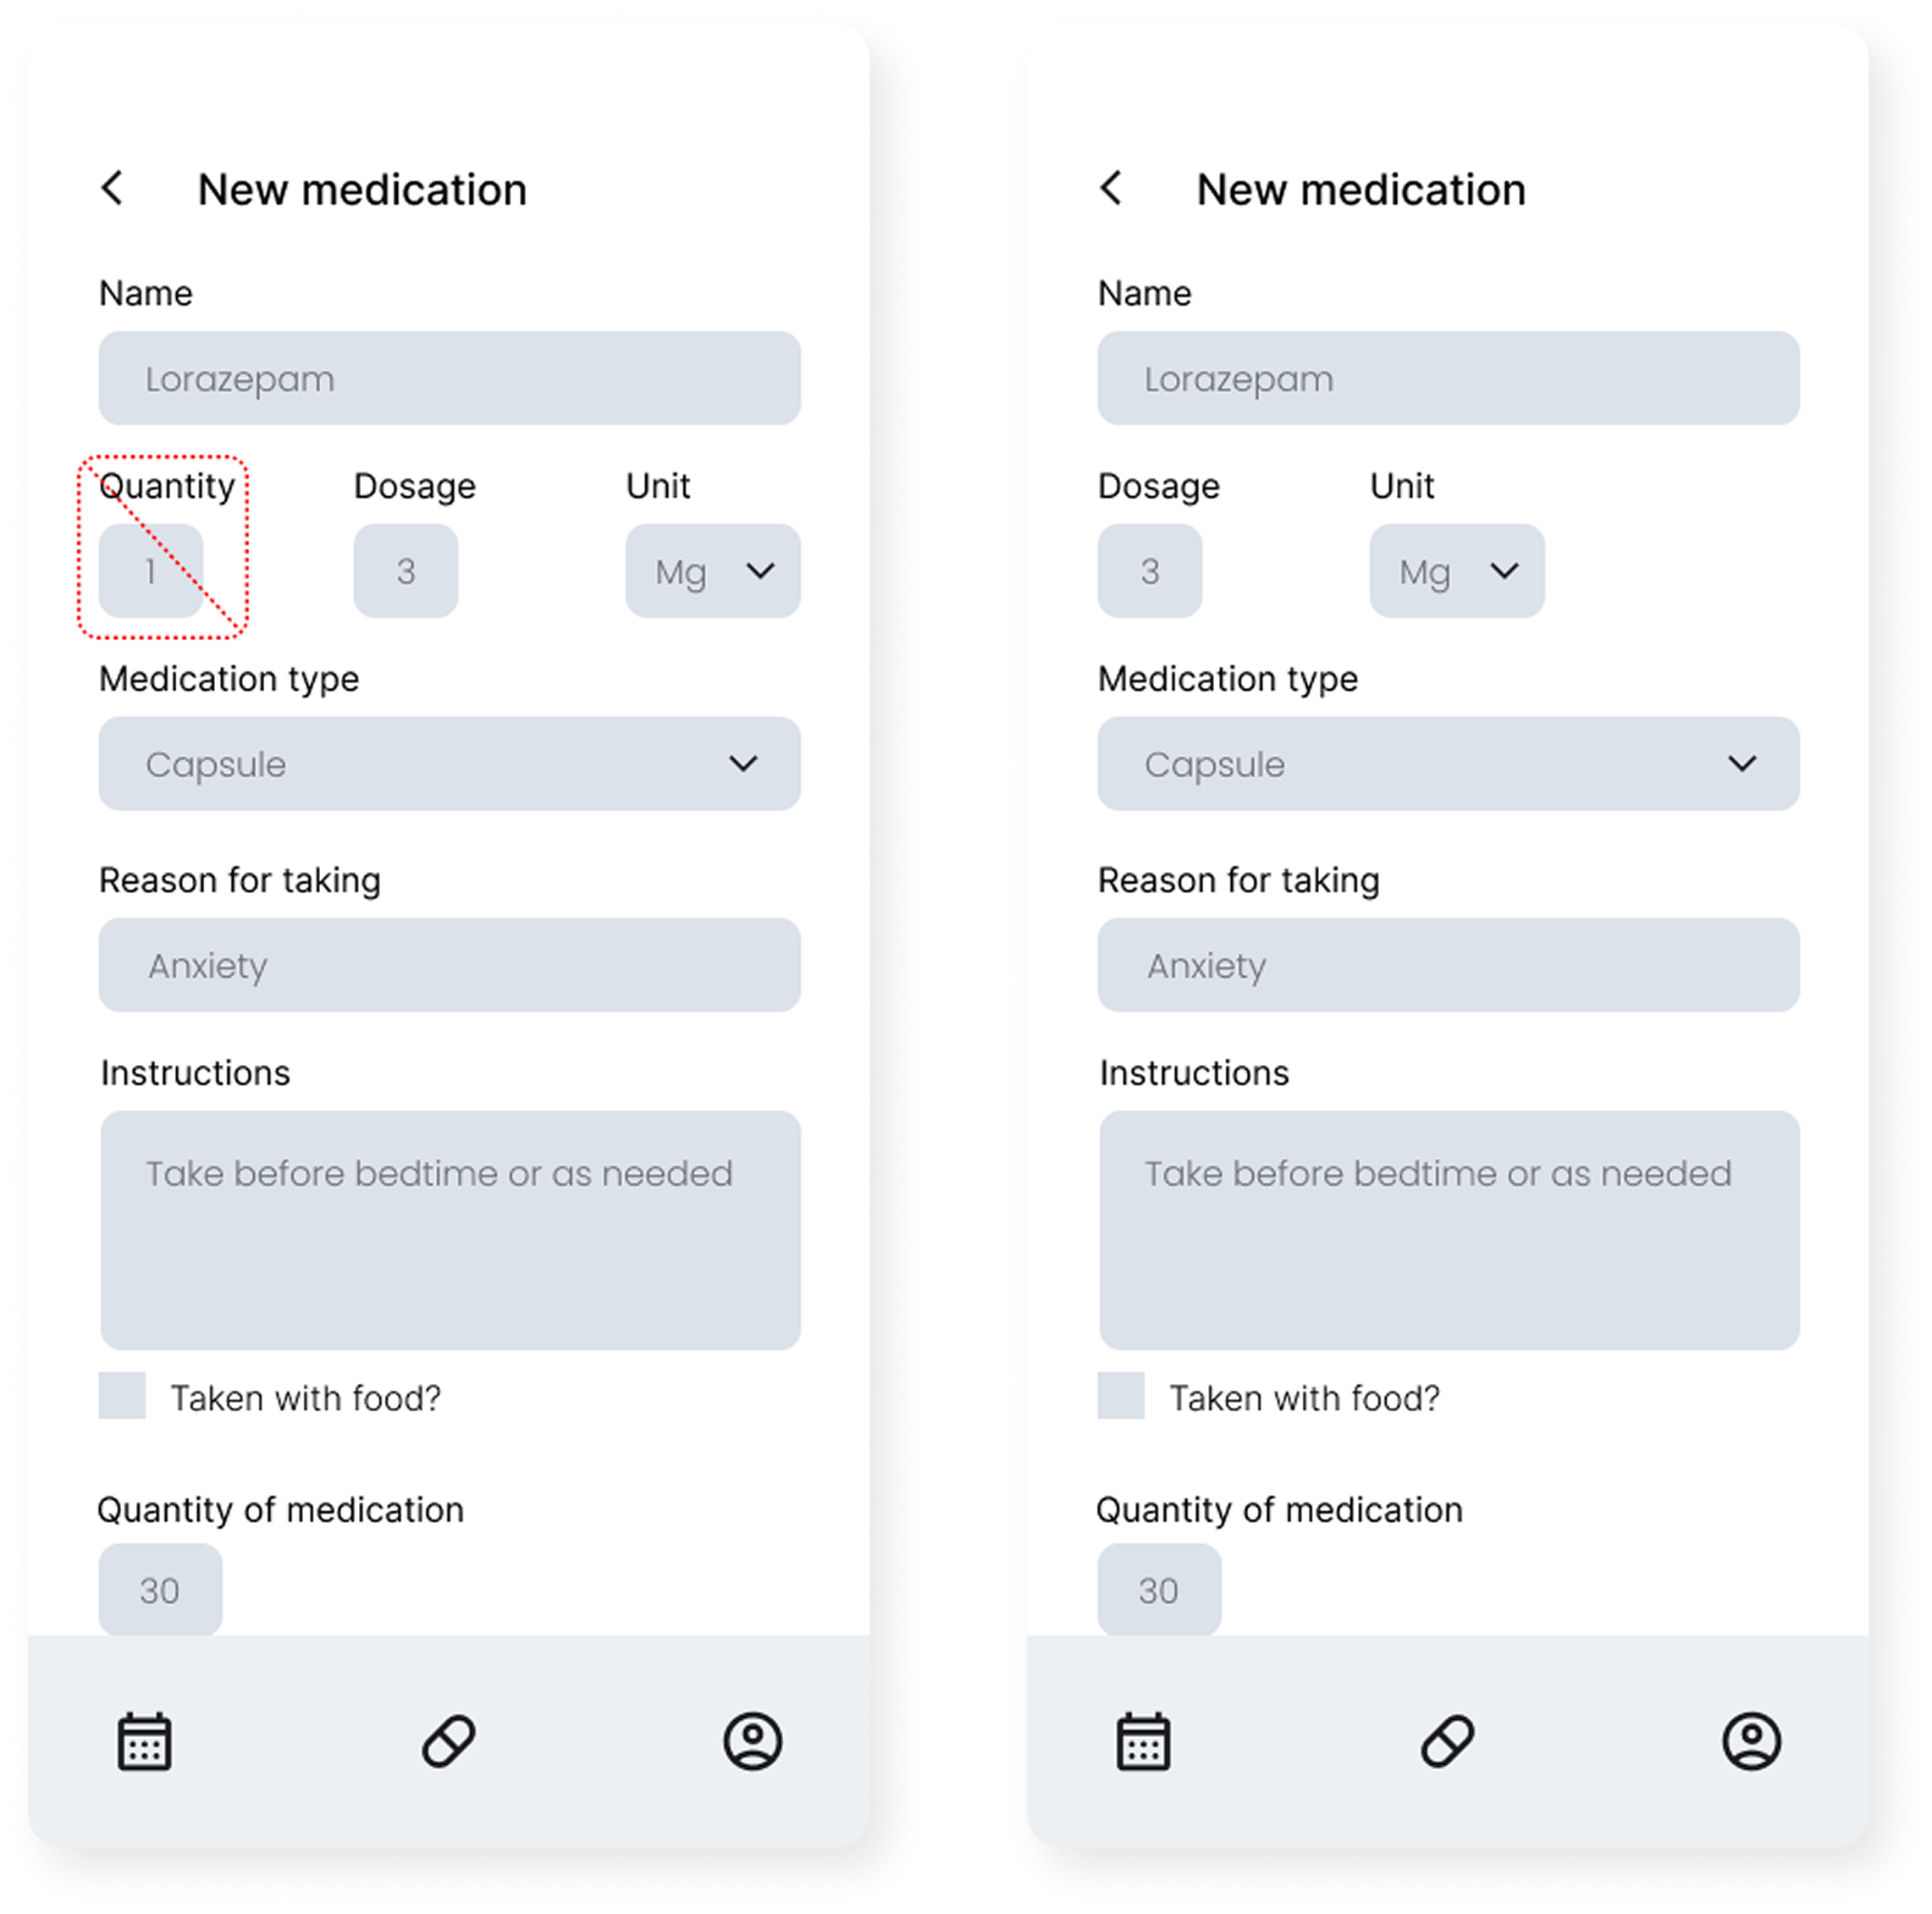 New medication
Name
Lorazepam
Quantity Dosage Unit
1 3 Mg
Medication type
Capsule
Reason for taking
Anxiety
Instructions
Take before bedtime or as needed
Taken with food?
Quantity of medication
30
New medication
Name
Lorazepam
Dosage Unit
3 Mg
Medication type
Capsule
Reason for taking
Anxiety
Instructions
Take before bedtime or as needed
Taken with food?
Quantity of medication
30